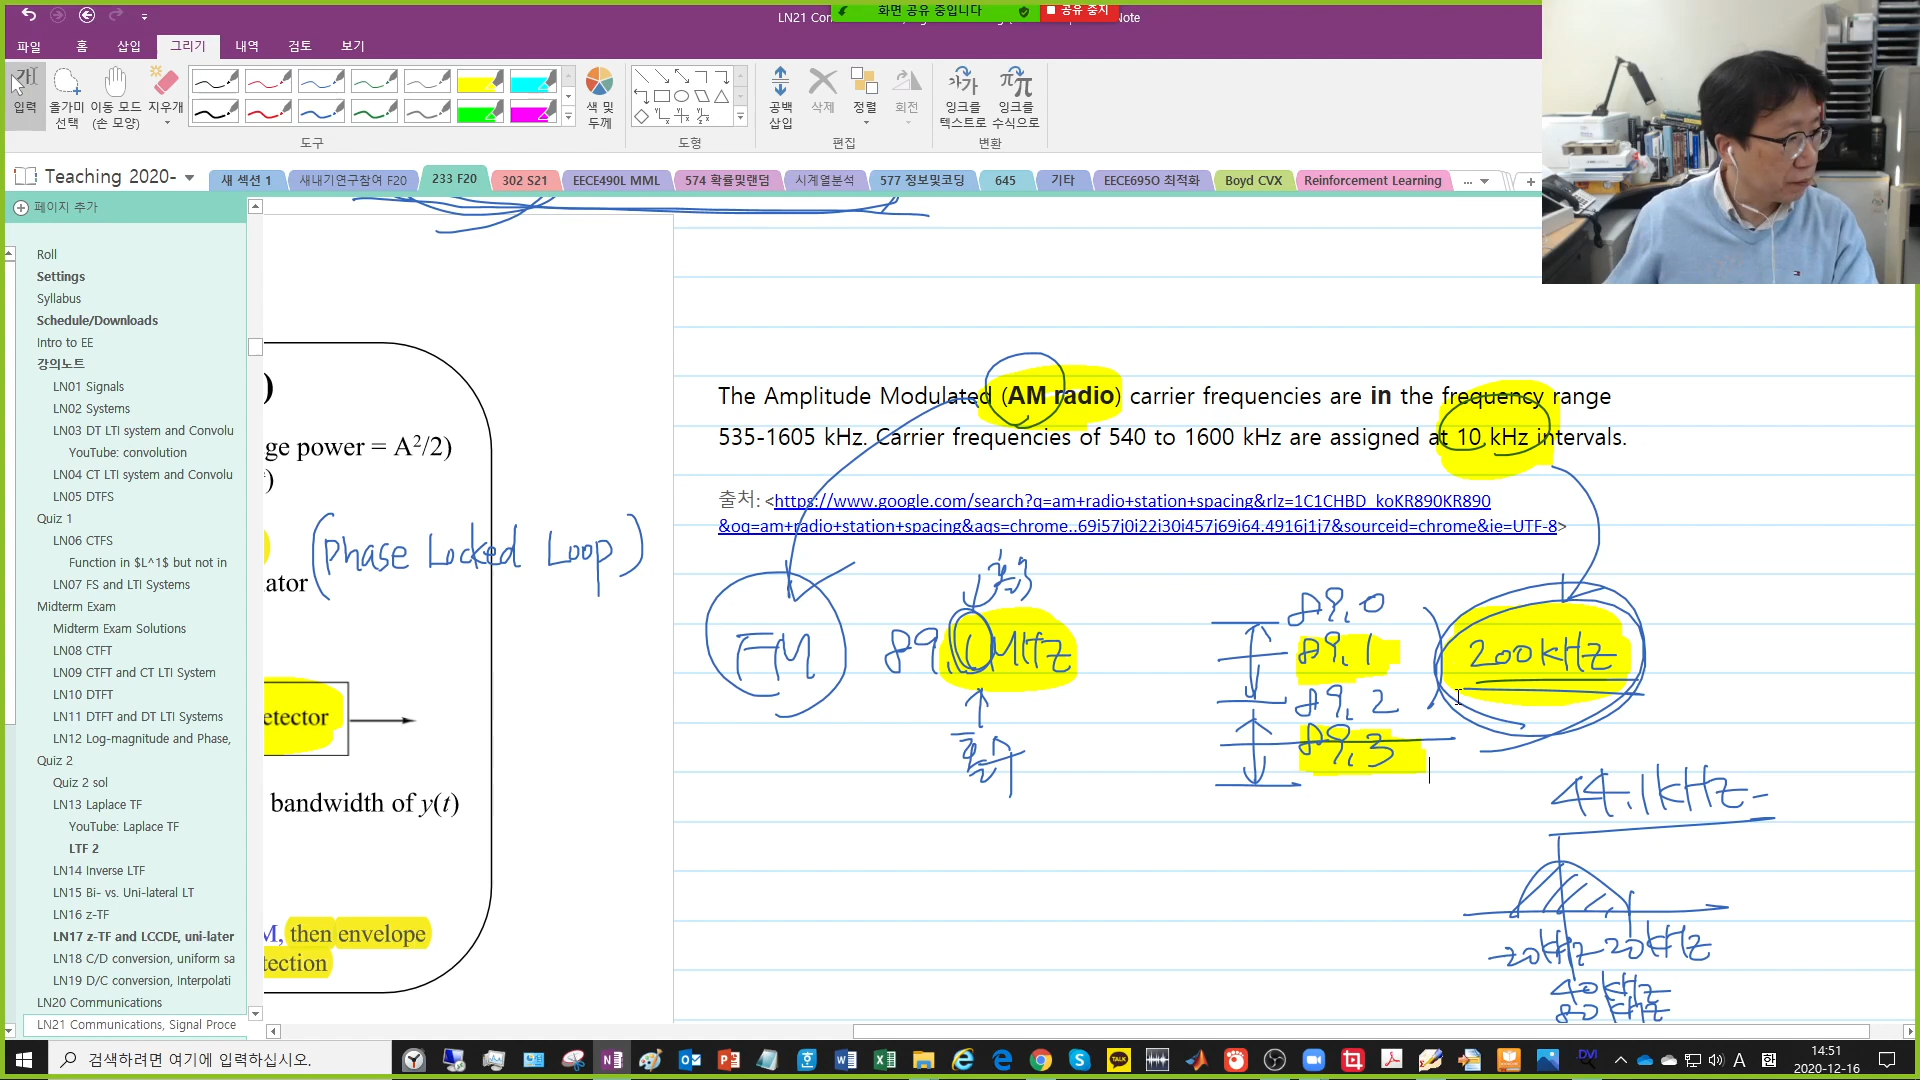 화면 공유 중입니다
공유 중지
LN21 Con
Note
파일 홈 삽입 그리기 내역 검토 보기
입력
올가미 선택
이동 모드 (손 모양)
지우개
색 및 두께
공백 삽입
삭제
정렬
회전
잉크를 텍스트로
잉크를 수식으로
도구 도형 편집 변환
Teaching 2020-
새 섹션 1 새내기연구참여 F20 233 F20 302 S21 EECE490L MML 574 확률및랜덤 시계열분석 577 정보및코딩 645 기타 EECE695O 최적화 Boyd CVX Reinforcement Learning ...
페이지 추가
Roll
Settings
Syllabus
Schedule/Downloads
Intro to EE
강의노트
LN01 Signals
LN02 Systems
LN03 DT LTI system and Convolu
YouTube: convolution
LN04 CT LTI system and Convolu
LN05 DTFS
Quiz 1
LN06 CTFS
Function in $L^1$ but not in
LN07 FS and LTI Systems
Midterm Exam
Midterm Exam Solutions
LN08 CTFT
LN09 CTFT and CT LTI System
LN10 DTFT
LN11 DTFT and DT LTI Systems
LN12 Log-magnitude and Phase,
Quiz 2
Quiz 2 sol
LN13 Laplace TF
YouTube: Laplace TF
LTF 2
LN14 Inverse LTF
LN15 Bi- vs. Uni-lateral LT
LN16 z-TF
LN17 z-TF and LCCDE, uni-later
LN18 C/D conversion, uniform sa
LN19 D/C conversion, Interpolati
LN20 Communications
LN21 Communications, Signal Proce
)
ge power = A²/2)
)
ator (Phase Locked Loop)
etector
bandwidth of y(t)
M, then envelope
tection
The Amplitude Modulated (AM radio) carrier frequencies are in the frequency range
535-1605 kHz. Carrier frequencies of 540 to 1600 kHz are assigned at 10 kHz intervals.
출처: <https://www.google.com/search?q=am+radio+station+spacing&rlz=1C1CHBD_koKR890KR890
&oq=am+radio+station+spacing&aqs=chrome..69i57j0i22i30i457j69i64.4916j1j7&sourceid=chrome&ie=UTF-8>
FM 89.1MHz
홀수
89.0
89.1
89.2
89.3
200kHz
44.1kHz
-20kHz 20kHz
40kHz
80kHz
검색하려면 여기에 입력하십시오.
TALK
DVI
A
한
14:51
2020-12-16